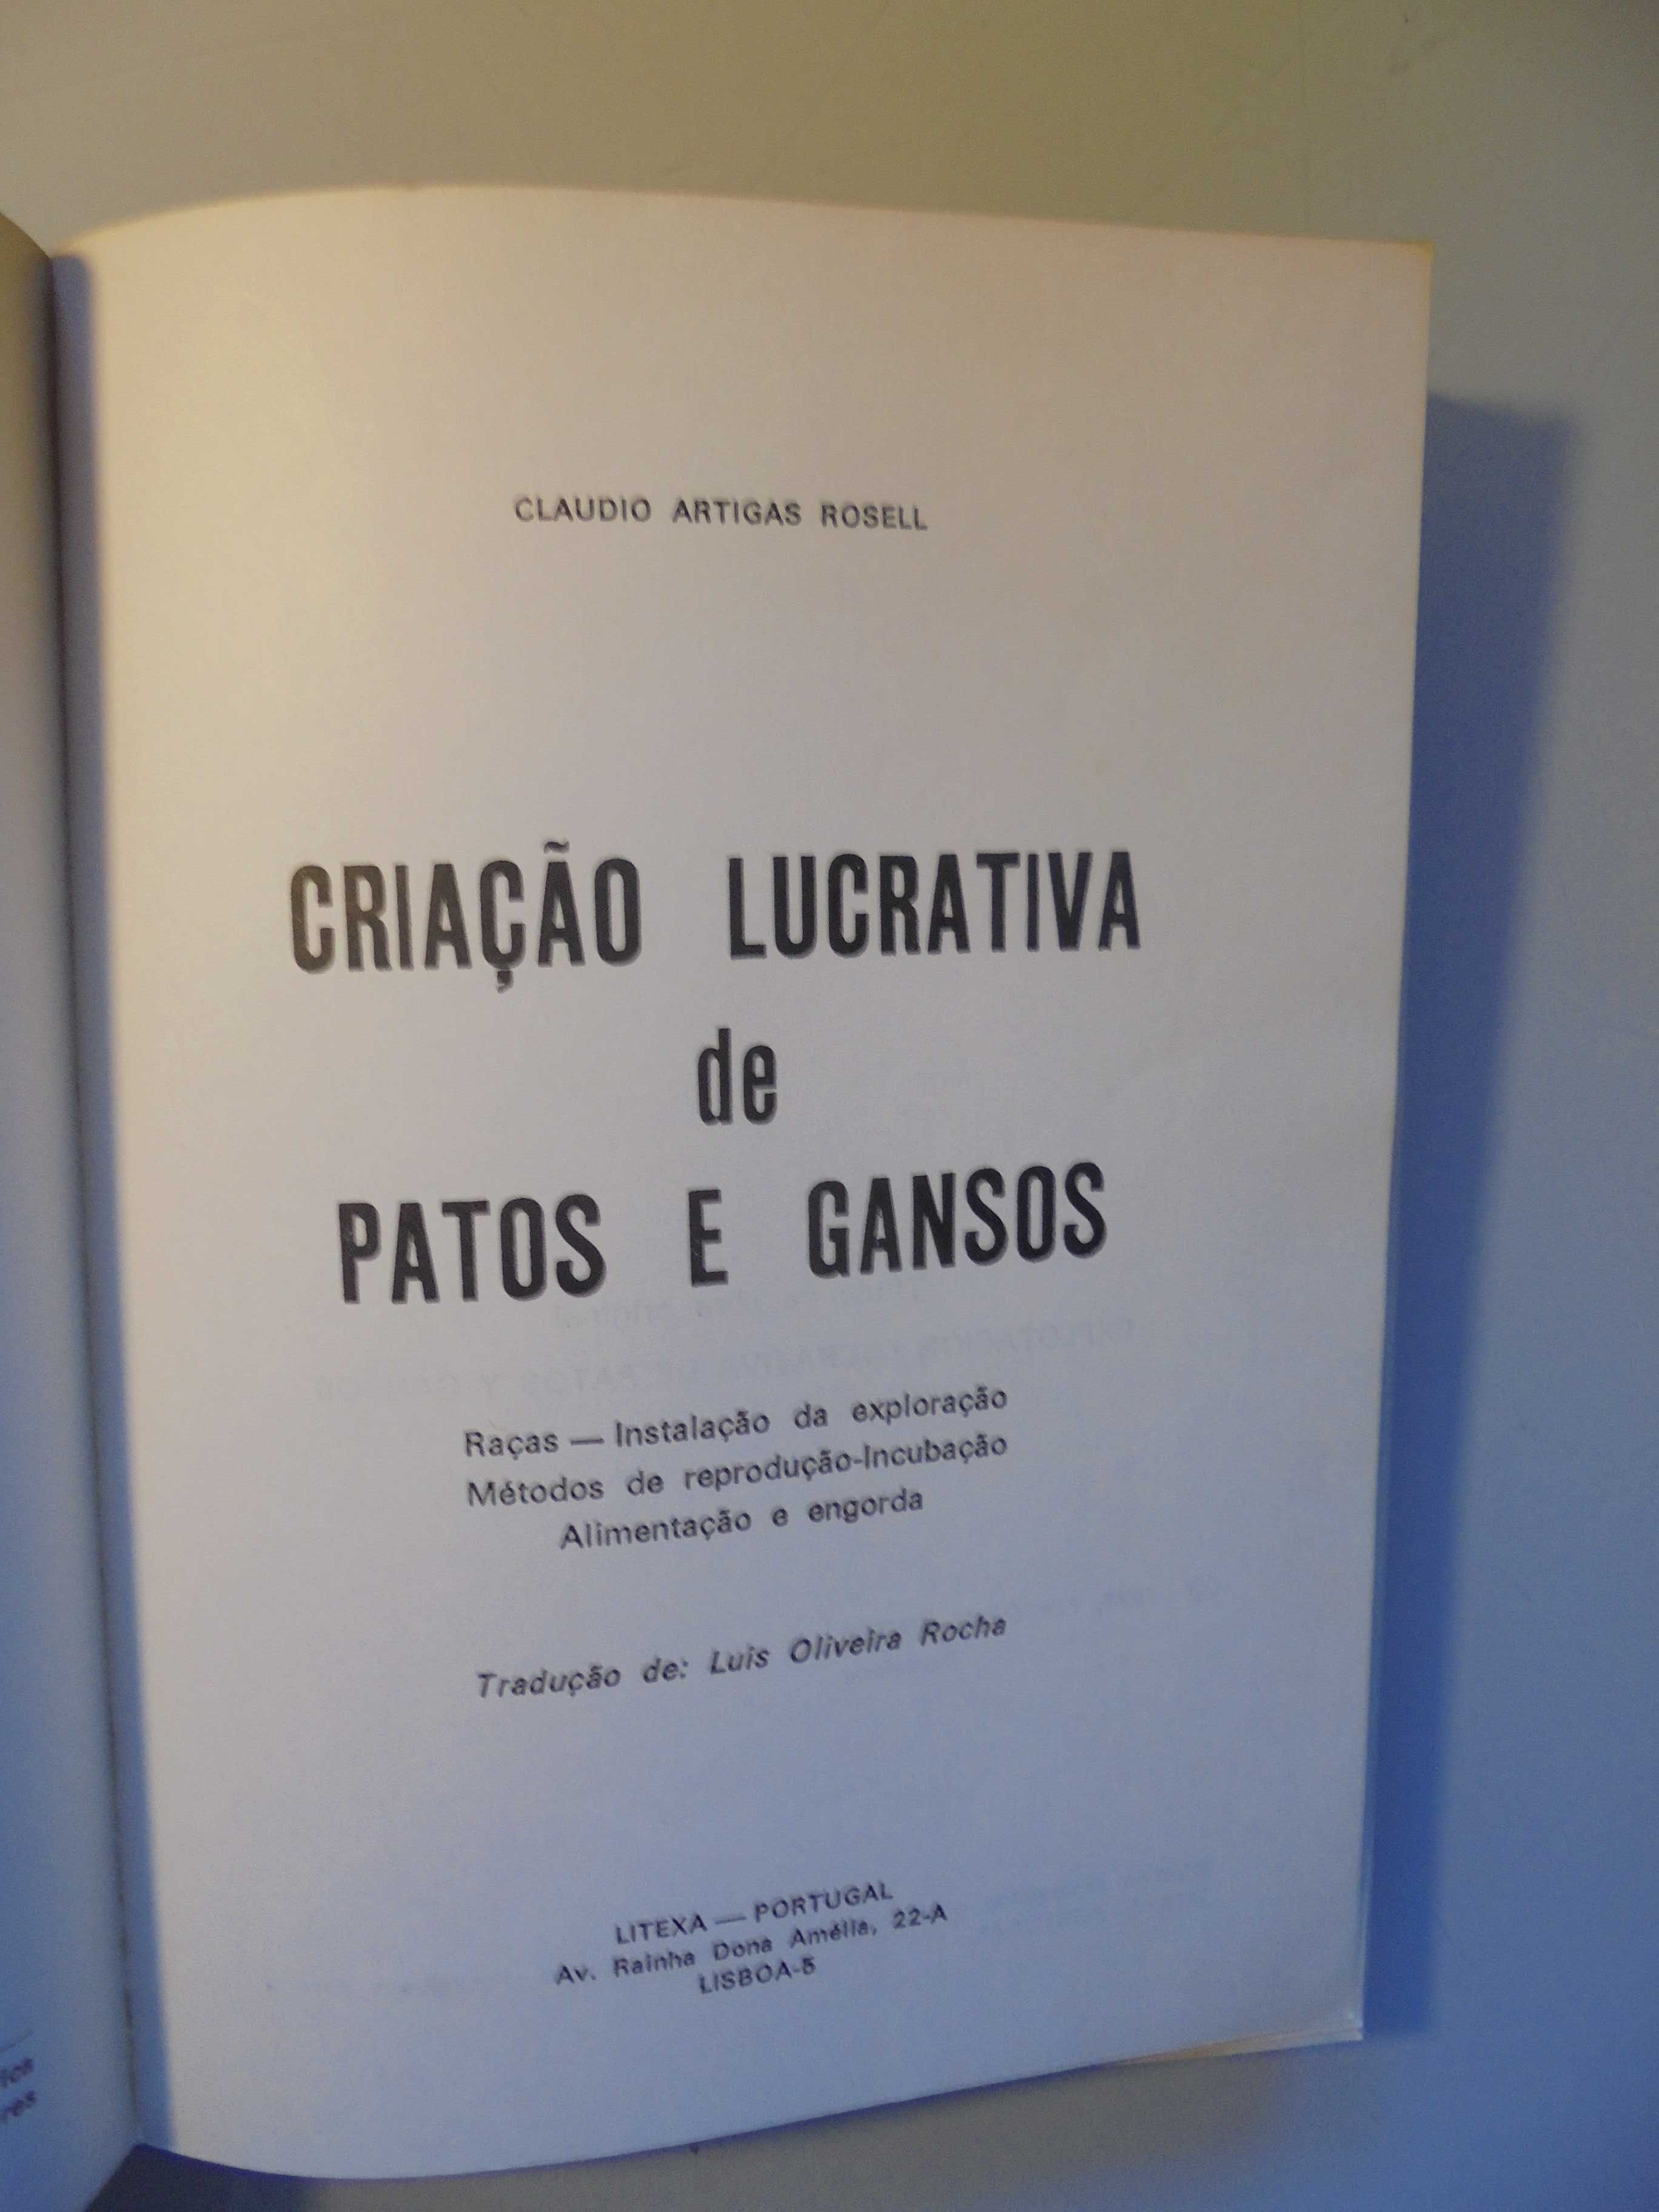 CLAUDIO ARTIGAS ROSELL
CRIAÇÃO LUCRATIVA
de
PATOS E GANSOS
Raças — Instalação da exploração
Métodos de reprodução-Incubação
Alimentação e engorda
Tradução de: Luis Oliveira Rocha
LITEXA — PORTUGAL
Av. Rainha Dona Amélia, 22-A
LISBOA-5